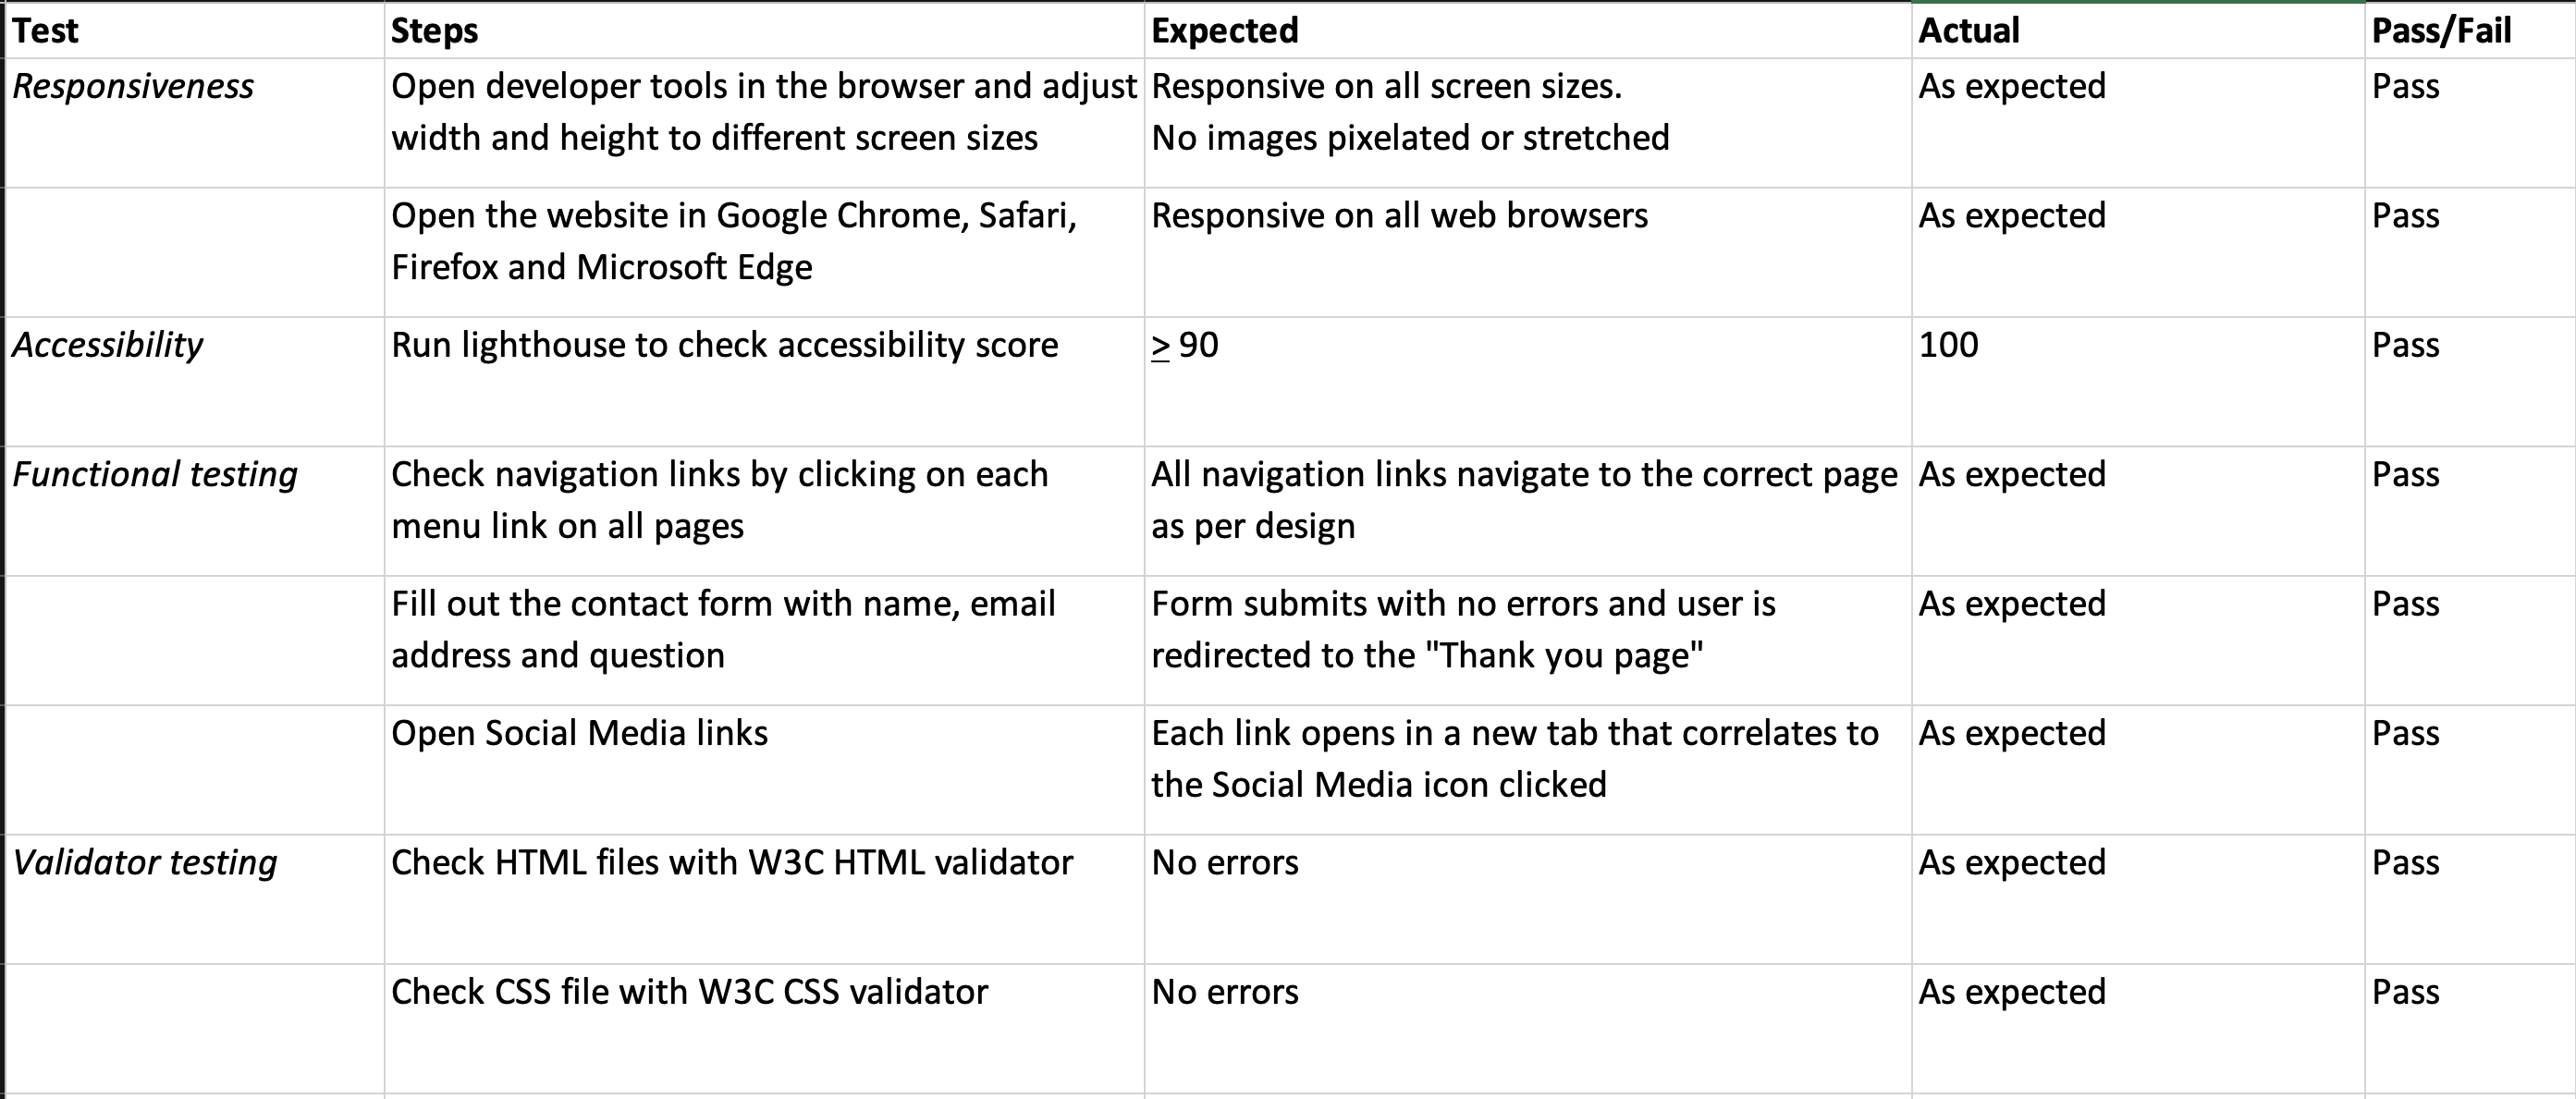 Test Steps Expected Actual Pass/Fail
Responsiveness Open developer tools in the browser and adjust Responsive on all screen sizes. As expected Pass
width and height to different screen sizes No images pixelated or stretched
Open the website in Google Chrome, Safari, Responsive on all web browsers As expected Pass
Firefox and Microsoft Edge
Accessibility Run lighthouse to check accessibility score ≥ 90 100 Pass
Functional testing Check navigation links by clicking on each All navigation links navigate to the correct page As expected Pass
menu link on all pages as per design
Fill out the contact form with name, email Form submits with no errors and user is As expected Pass
address and question redirected to the "Thank you page"
Open Social Media links Each link opens in a new tab that correlates to As expected Pass
the Social Media icon clicked
Validator testing Check HTML files with W3C HTML validator No errors As expected Pass
Check CSS file with W3C CSS validator No errors As expected Pass